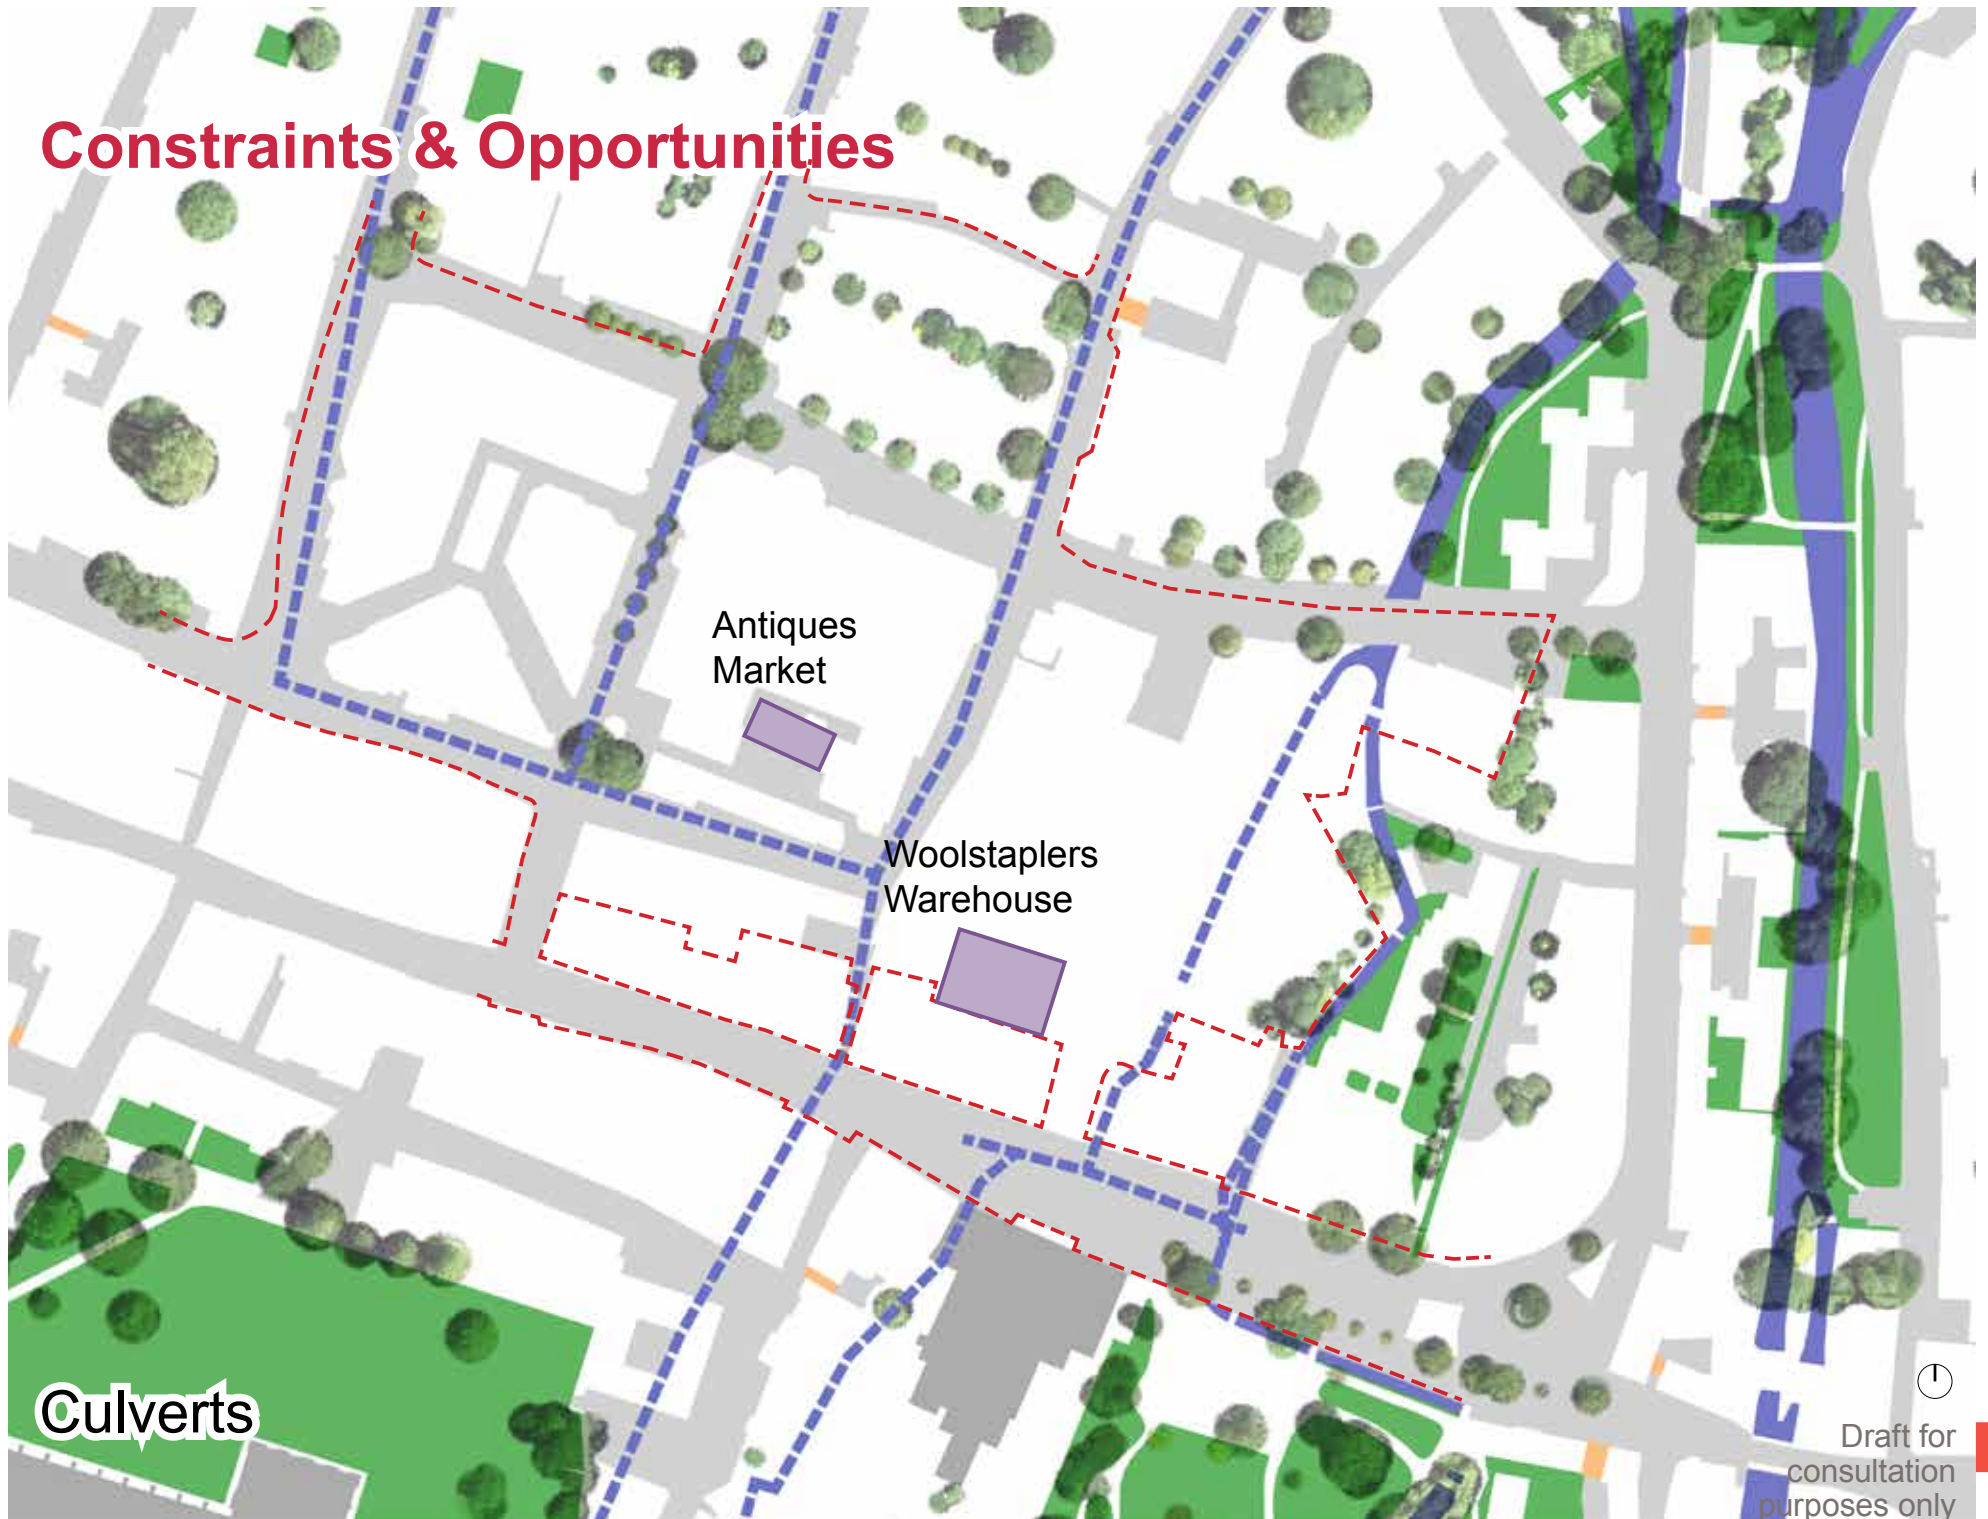 Constraints & Opportunities
Antiques
Market
Woolstaplers
Warehouse
Culverts
Draft for
consultation
purposes only